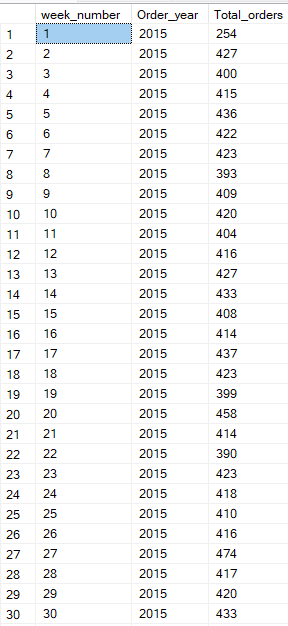 week_number Order_year Total_orders
1 1 2015 254
2 2 2015 427
3 3 2015 400
4 4 2015 415
5 5 2015 436
6 6 2015 422
7 7 2015 423
8 8 2015 393
9 9 2015 409
10 10 2015 420
11 11 2015 404
12 12 2015 416
13 13 2015 427
14 14 2015 433
15 15 2015 408
16 16 2015 414
17 17 2015 437
18 18 2015 423
19 19 2015 399
20 20 2015 458
21 21 2015 414
22 22 2015 390
23 23 2015 423
24 24 2015 418
25 25 2015 410
26 26 2015 416
27 27 2015 474
28 28 2015 417
29 29 2015 420
30 30 2015 433